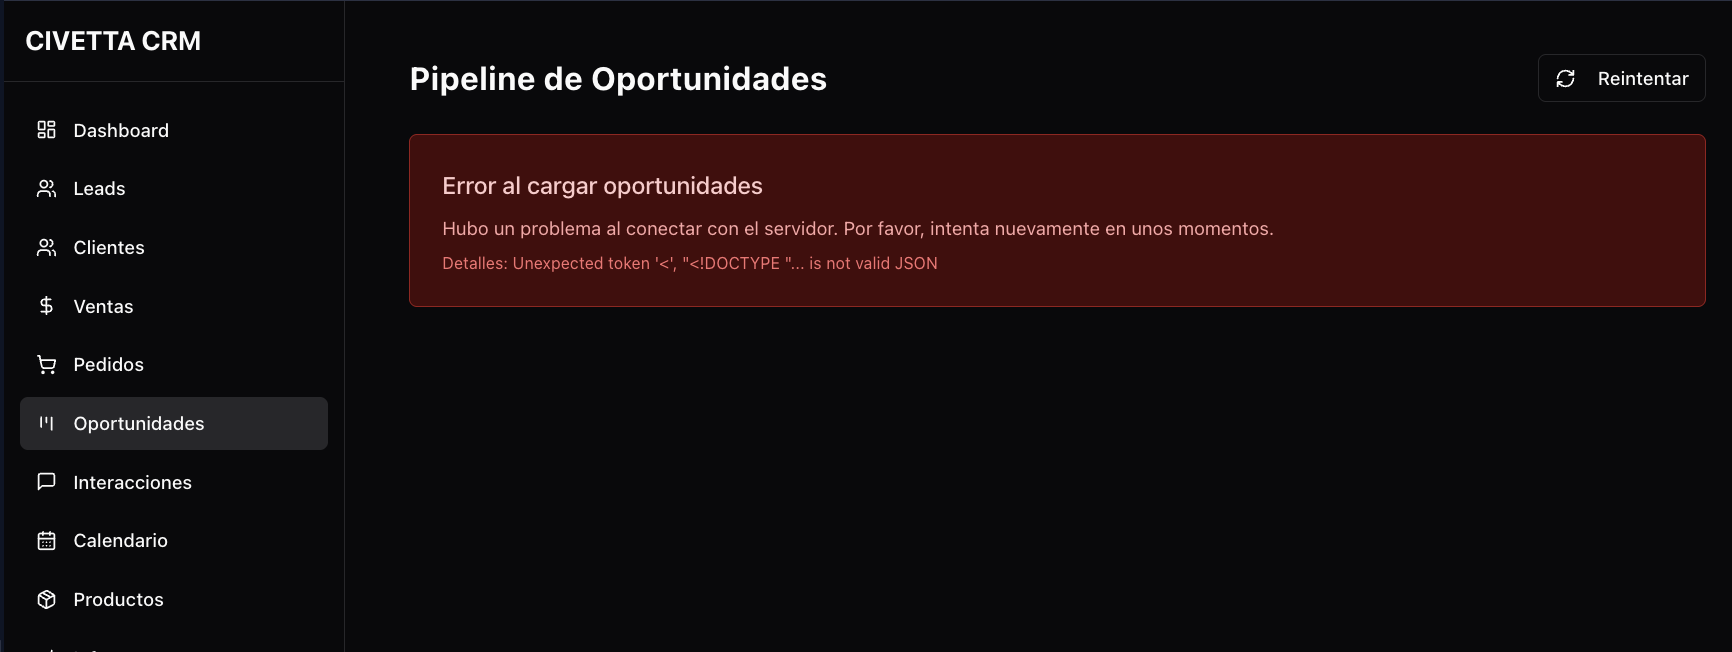 CIVETTA CRM
Dashboard
Leads
Clientes
Ventas
Pedidos
Oportunidades
Interacciones
Calendario
Productos
Pipeline de Oportunidades
Reintentar
Error al cargar oportunidades
Hubo un problema al conectar con el servidor. Por favor, intenta nuevamente en unos momentos.
Detalles: Unexpected token '<', "<!DOCTYPE "... is not valid JSON